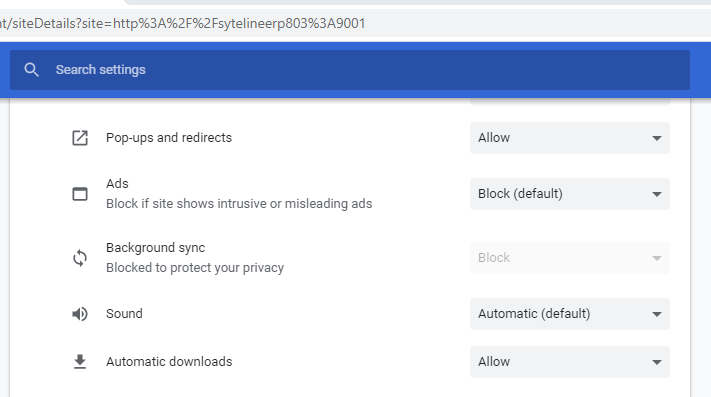 nt/siteDetails?site=http%3A%2F%2Fsytelineerp803%3A9001
Search settings
Pop-ups and redirects
Allow
Ads
Block if site shows intrusive or misleading ads
Block (default)
Background sync
Blocked to protect your privacy
Block
Sound
Automatic (default)
Automatic downloads
Allow